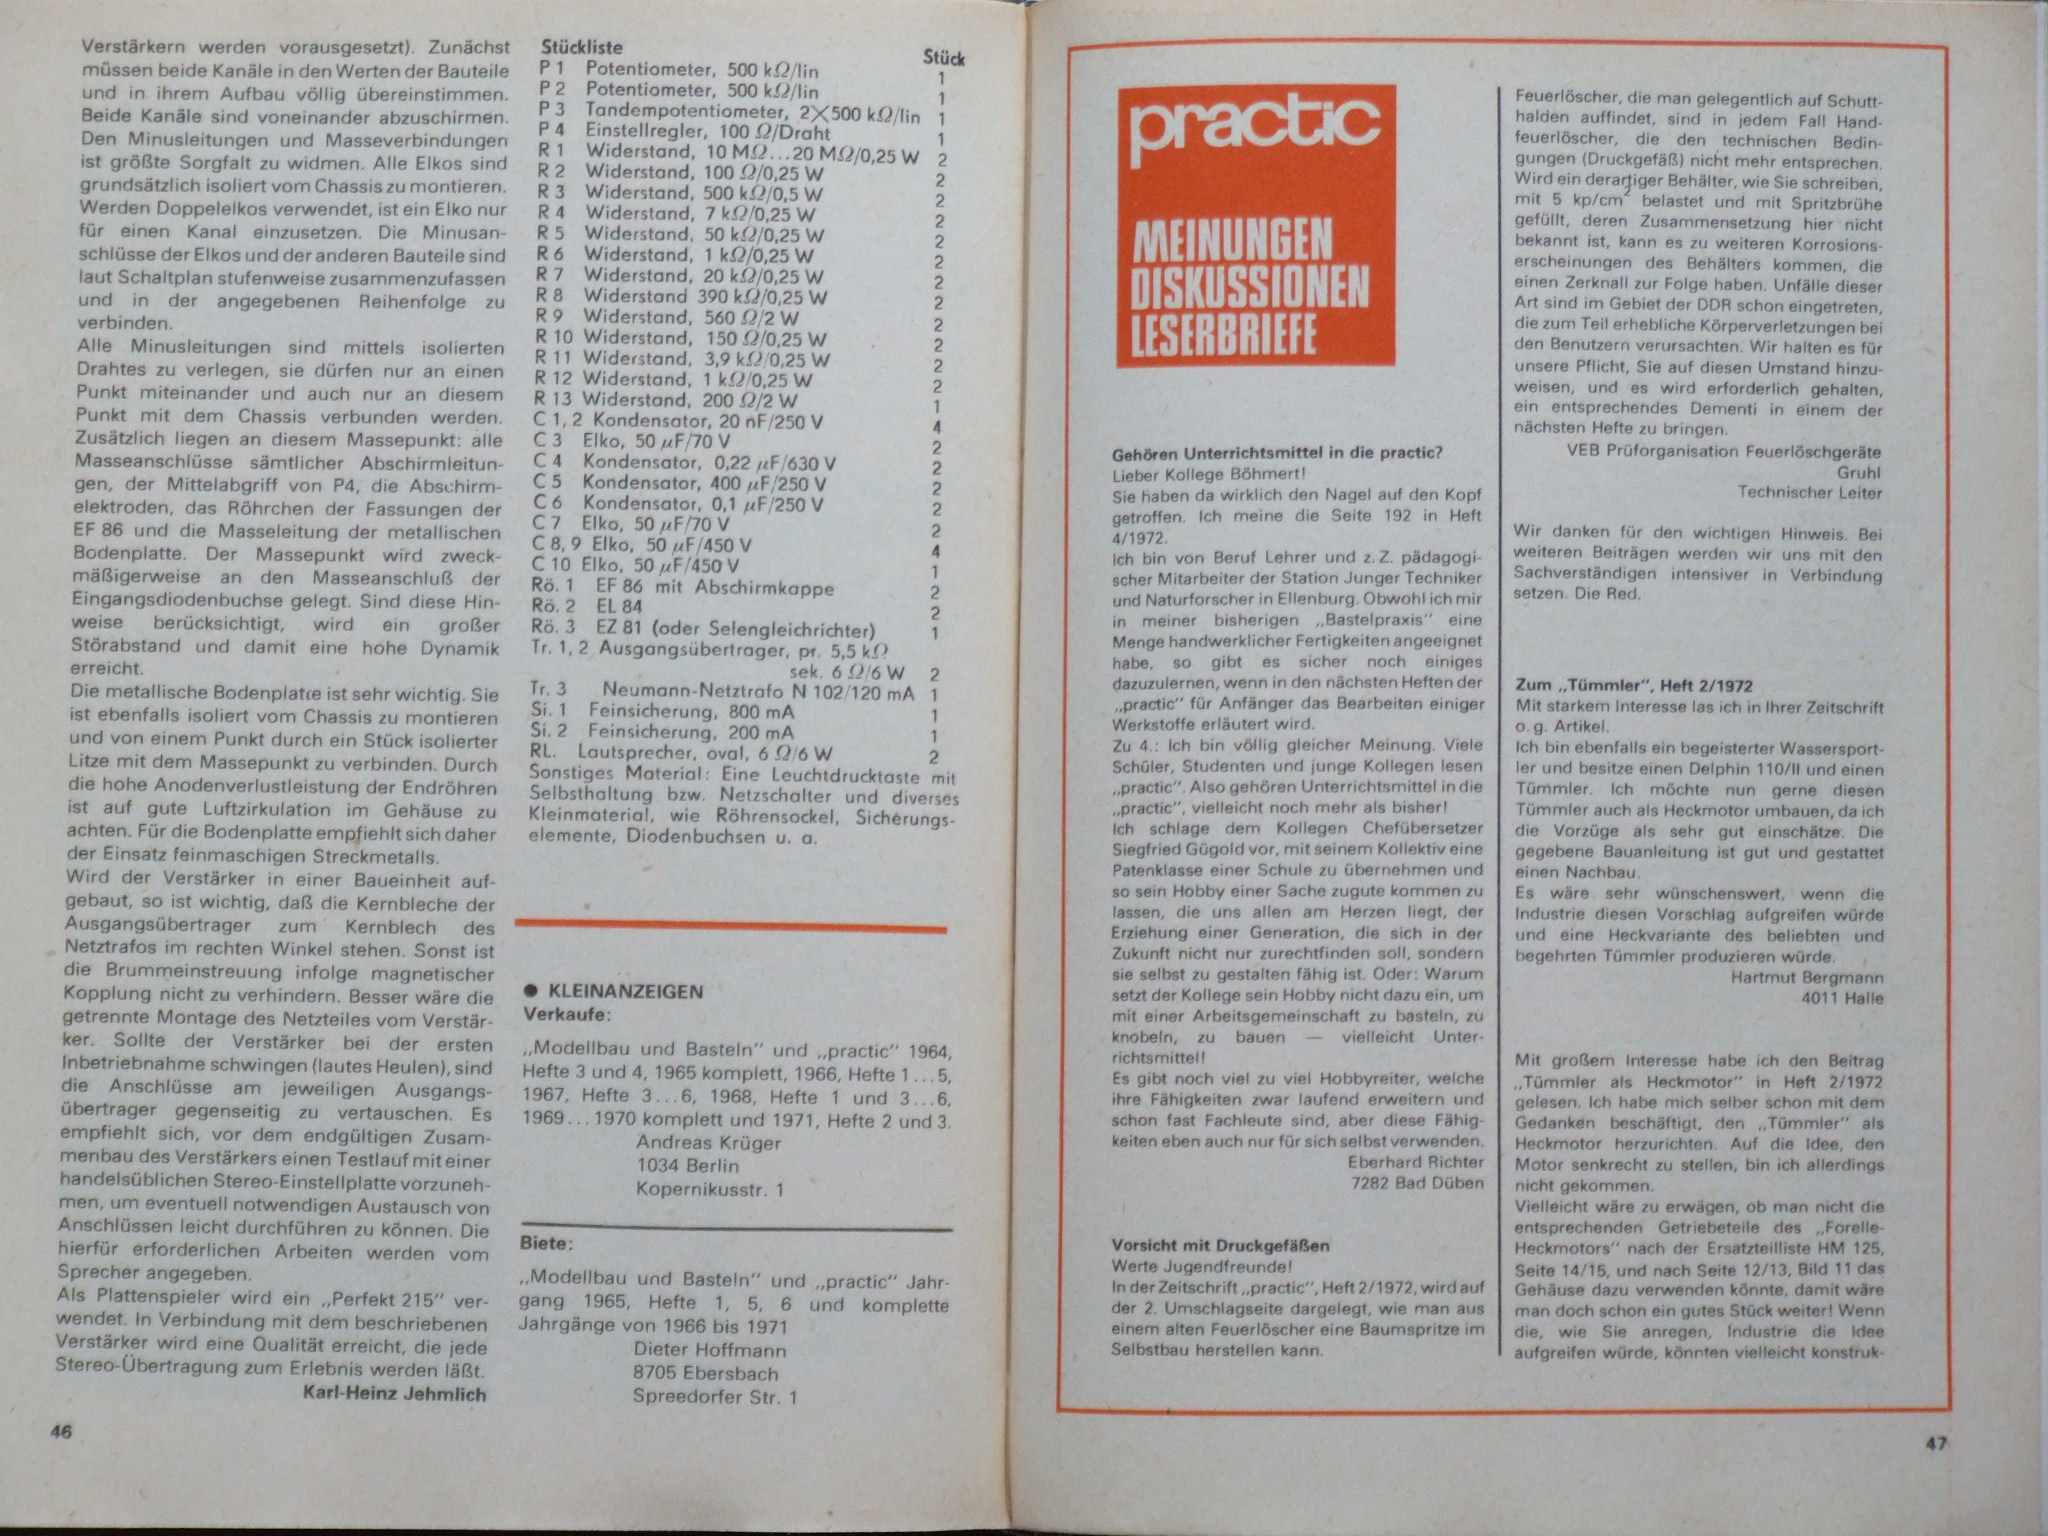 Verstärkern werden vorausgesetzt). Zunächst
müssen beide Kanäle in den Werten der Bauteile
und in ihrem Aufbau völlig übereinstimmen.
Beide Kanäle sind voneinander abzuschirmen.
Den Minusleitungen und Masseverbindungen
ist größte Sorgfalt zu widmen. Alle Elkos sind
grundsätzlich isoliert vom Chassis zu montieren.
Werden Doppelelkos verwendet, ist ein Elko nur
für einen Kanal einzusetzen. Die Minusan-
schlüsse der Elkos und der anderen Bauteile sind
laut Schaltplan stufenweise zusammenzufassen
und in der angegebenen Reihenfolge zu
verbinden.
Alle Minusleitungen sind mittels isolierten
Drahtes zu verlegen, sie dürfen nur an einen
Punkt miteinander und auch nur an diesem
Punkt mit dem Chassis verbunden werden.
Zusätzlich liegen an diesem Massepunkt: alle
Masseanschlüsse sämtlicher Abschirmleitun-
gen, der Mittelabgriff von P4, die Abschirm-
elektroden, das Röhrchen der Fassungen der
EF 86 und die Masseleitung der metallischen
Bodenplatte. Der Massepunkt wird zweck-
mäßigerweise an den Masseanschluß der
Eingangsdiodenbuchse gelegt. Sind diese Hin-
weise berücksichtigt, wird ein großer
Störabstand und damit eine hohe Dynamik
erreicht.
Die metallische Bodenplatte ist sehr wichtig. Sie
ist ebenfalls isoliert vom Chassis zu montieren
und von einem Punkt durch ein Stück isolierter
Litze mit dem Massepunkt zu verbinden. Durch
die hohe Anodenverlustleistung der Endröhren
ist auf gute Luftzirkulation im Gehäuse zu
achten. Für die Bodenplatte empfiehlt sich daher
der Einsatz feinmaschigen Streckmetalls.
Wird der Verstärker in einer Baueinheit auf-
gebaut, so ist wichtig, daß die Kernbleche der
Ausgangsübertrager zum Kernblech des
Netztrafos im rechten Winkel stehen. Sonst ist
die Brummeinstreuung infolge magnetischer
Kopplung nicht zu verhindern. Besser wäre die
getrennte Montage des Netzteiles vom Verstär-
ker. Sollte der Verstärker bei der ersten
Inbetriebnahme schwingen (lautes Heulen), sind
die Anschlüsse am jeweiligen Ausgangs-
übertrager gegenseitig zu vertauschen. Es
empfiehlt sich, vor dem endgültigen Zusam-
menbau des Verstärkers einen Testlauf mit einer
handelsüblichen Stereo-Einstellplatte vorzuneh-
men, um eventuell notwendigen Austausch von
Anschlüssen leicht durchführen zu können. Die
hierfür erforderlichen Arbeiten werden vom
Sprecher angegeben.
Als Plattenspieler wird ein „Perfekt 215" ver-
wendet. In Verbindung mit dem beschriebenen
Verstärker wird eine Qualität erreicht, die jede
Stereo-Übertragung zum Erlebnis werden läßt.
Karl-Heinz Jehmlich
46
Stückliste Stück
P 1 Potentiometer, 500 kΩ/lin 1
P 2 Potentiometer, 500 kΩ/lin 1
P 3 Tandempotentiometer, 2×500 kΩ/lin 1
P 4 Einstellregler, 100 Ω/Draht 1
R 1 Widerstand, 10 MΩ...20 MΩ/0,25 W 2
R 2 Widerstand, 100 Ω/0,25 W 2
R 3 Widerstand, 500 kΩ/0,5 W 2
R 4 Widerstand, 7 kΩ/0,25 W 2
R 5 Widerstand, 50 kΩ/0,25 W 2
R 6 Widerstand, 1 kΩ/0,25 W 2
R 7 Widerstand, 20 kΩ/0,25 W 2
R 8 Widerstand 390 kΩ/0,25 W 2
R 9 Widerstand, 560 Ω/2 W 2
R 10 Widerstand, 150 Ω/0,25 W 2
R 11 Widerstand, 3,9 kΩ/0,25 W 2
R 12 Widerstand, 1 kΩ/0,25 W 2
R 13 Widerstand, 200 Ω/2 W 1
C 1, 2 Kondensator, 20 nF/250 V 4
C 3 Elko, 50 μF/70 V 2
C 4 Kondensator, 0,22 μF/630 V 2
C 5 Kondensator, 400 μF/250 V 2
C 6 Kondensator, 0,1 μF/250 V 2
C 7 Elko, 50 μF/70 V 2
C 8, 9 Elko, 50 μF/450 V 4
C 10 Elko, 50 μF/450 V 1
Rö. 1 EF 86 mit Abschirmkappe 2
Rö. 2 EL 84 2
Rö. 3 EZ 81 (oder Selengleichrichter) 1
Tr. 1, 2 Ausgangsübertrager, pr. 5,5 kΩ
sek. 6 Ω/6 W 2
Tr. 3 Neumann-Netztrafo N 102/120 mA 1
Si. 1 Feinsicherung, 800 mA 1
Si. 2 Feinsicherung, 200 mA 1
RL. Lautsprecher, oval, 6 Ω/6 W 2
Sonstiges Material: Eine Leuchtdrucktaste mit
Selbsthaltung bzw. Netzschalter und diverses
Kleinmaterial, wie Röhrensockel, Sicherungs-
elemente, Diodenbuchsen u. a.
● KLEINANZEIGEN
Verkaufe:
„Modellbau und Basteln" und „practic" 1964,
Hefte 3 und 4, 1965 komplett, 1966, Hefte 1...5,
1967, Hefte 3...6, 1968, Hefte 1 und 3...6,
1969...1970 komplett und 1971, Hefte 2 und 3.
Andreas Krüger
1034 Berlin
Kopernikusstr. 1
Biete:
„Modellbau und Basteln" und „practic" Jahr-
gang 1965, Hefte 1, 5, 6 und komplette
Jahrgänge von 1966 bis 1971
Dieter Hoffmann
8705 Ebersbach
Spreedorfer Str. 1
practic
MEINUNGEN
DISKUSSIONEN
LESERBRIEFE
Gehören Unterrichtsmittel in die practic?
Lieber Kollege Böhmert!
Sie haben da wirklich den Nagel auf den Kopf
getroffen. Ich meine die Seite 192 in Heft
4/1972.
Ich bin von Beruf Lehrer und z. Z. pädagogi-
scher Mitarbeiter der Station Junger Techniker
und Naturforscher in Ellenburg. Obwohl ich mir
in meiner bisherigen „Bastelpraxis" eine
Menge handwerklicher Fertigkeiten angeeignet
habe, so gibt es sicher noch einiges
dazuzulernen, wenn in den nächsten Heften der
„practic" für Anfänger das Bearbeiten einiger
Werkstoffe erläutert wird.
Zu 4.: Ich bin völlig gleicher Meinung. Viele
Schüler, Studenten und junge Kollegen lesen
„practic". Also gehören Unterrichtsmittel in die
„practic", vielleicht noch mehr als bisher!
Ich schlage dem Kollegen Chefübersetzer
Siegfried Gügold vor, mit seinem Kollektiv eine
Patenklasse einer Schule zu übernehmen und
so sein Hobby einer Sache zugute kommen zu
lassen, die uns allen am Herzen liegt, der
Erziehung einer Generation, die sich in der
Zukunft nicht nur zurechtfinden soll, sondern
sie selbst zu gestalten fähig ist. Oder: Warum
setzt der Kollege sein Hobby nicht dazu ein, um
mit einer Arbeitsgemeinschaft zu basteln, zu
knobeln, zu bauen — vielleicht Unter-
richtsmittel!
Es gibt noch viel zu viel Hobbyreiter, welche
ihre Fähigkeiten zwar laufend erweitern und
schon fast Fachleute sind, aber diese Fähig-
keiten eben auch nur für sich selbst verwenden.
Eberhard Richter
7282 Bad Düben
Vorsicht mit Druckgefäßen
Werte Jugendfreunde!
In der Zeitschrift „practic", Heft 2/1972, wird auf
der 2. Umschlagseite dargelegt, wie man aus
einem alten Feuerlöscher eine Baumspritze im
Selbstbau herstellen kann.
Feuerlöscher, die man gelegentlich auf Schutt-
halden auffindet, sind in jedem Fall Hand-
feuerlöscher, die den technischen Bedin-
gungen (Druckgefäß) nicht mehr entsprechen.
Wird ein derartiger Behälter, wie Sie schreiben,
mit 5 kp/cm² belastet und mit Spritzbrühe
gefüllt, deren Zusammensetzung hier nicht
bekannt ist, kann es zu weiteren Korrosions-
erscheinungen des Behälters kommen, die
einen Zerknall zur Folge haben. Unfälle dieser
Art sind im Gebiet der DDR schon eingetreten,
die zum Teil erhebliche Körperverletzungen bei
den Benutzern verursachten. Wir halten es für
unsere Pflicht, Sie auf diesen Umstand hinzu-
weisen, und es wird erforderlich gehalten,
ein entsprechendes Dementi in einem der
nächsten Hefte zu bringen.
VEB Prüforganisation Feuerlöschgeräte
Gruhl
Technischer Leiter
Wir danken für den wichtigen Hinweis. Bei
weiteren Beiträgen werden wir uns mit den
Sachverständigen intensiver in Verbindung
setzen. Die Red.
Zum „Tümmler", Heft 2/1972
Mit starkem Interesse las ich in Ihrer Zeitschrift
o. g. Artikel.
Ich bin ebenfalls ein begeisterter Wassersport-
ler und besitze einen Delphin 110/II und einen
Tümmler. Ich möchte nun gerne diesen
Tümmler auch als Heckmotor umbauen, da ich
die Vorzüge als sehr gut einschätze. Die
gegebene Bauanleitung ist gut und gestattet
einen Nachbau.
Es wäre sehr wünschenswert, wenn die
Industrie diesen Vorschlag aufgreifen würde
und eine Heckvariante des beliebten und
begehrten Tümmler produzieren würde.
Hartmut Bergmann
4011 Halle
Mit großem Interesse habe ich den Beitrag
„Tümmler als Heckmotor" in Heft 2/1972
gelesen. Ich habe mich selber schon mit dem
Gedanken beschäftigt, den „Tümmler" als
Heckmotor herzurichten. Auf die Idee, den
Motor senkrecht zu stellen, bin ich allerdings
nicht gekommen.
Vielleicht wäre zu erwägen, ob man nicht die
entsprechenden Getriebeteile des „Forelle-
Heckmotors" nach der Ersatzteilliste HM 125,
Seite 14/15, und nach Seite 12/13, Bild 11 das
Gehäuse dazu verwenden könnte, damit wäre
man doch schon ein gutes Stück weiter! Wenn
die, wie Sie anregen, Industrie die Idee
aufgreifen würde, könnten vielleicht konstruk-
47